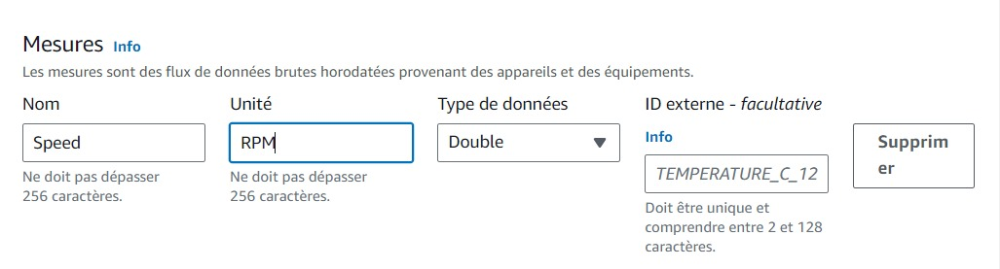 Mesures Info
Les mesures sont des flux de données brutes horodatées provenant des appareils et des équipements.
Nom
Unité
Type de données
ID externe - facultative
Speed
RPM
Double
Info
Supprim
er
Ne doit pas dépasser
256 caractères.
Ne doit pas dépasser
256 caractères.
TEMPERATURE_C_12
Doit être unique et
comprendre entre 2 et 128
caractères.